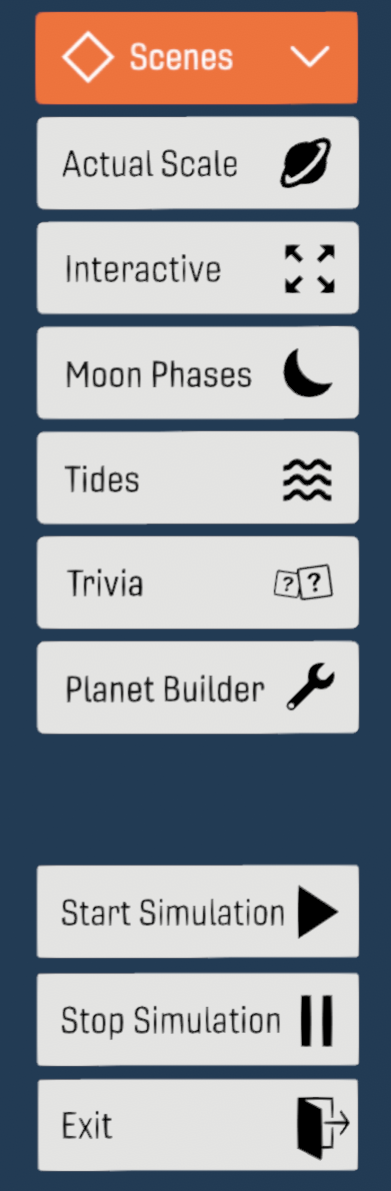 Scenes
Actual Scale
Interactive
Moon Phases
Tides
Trivia
? ?
Planet Builder
Start Simulation
Stop Simulation
Exit